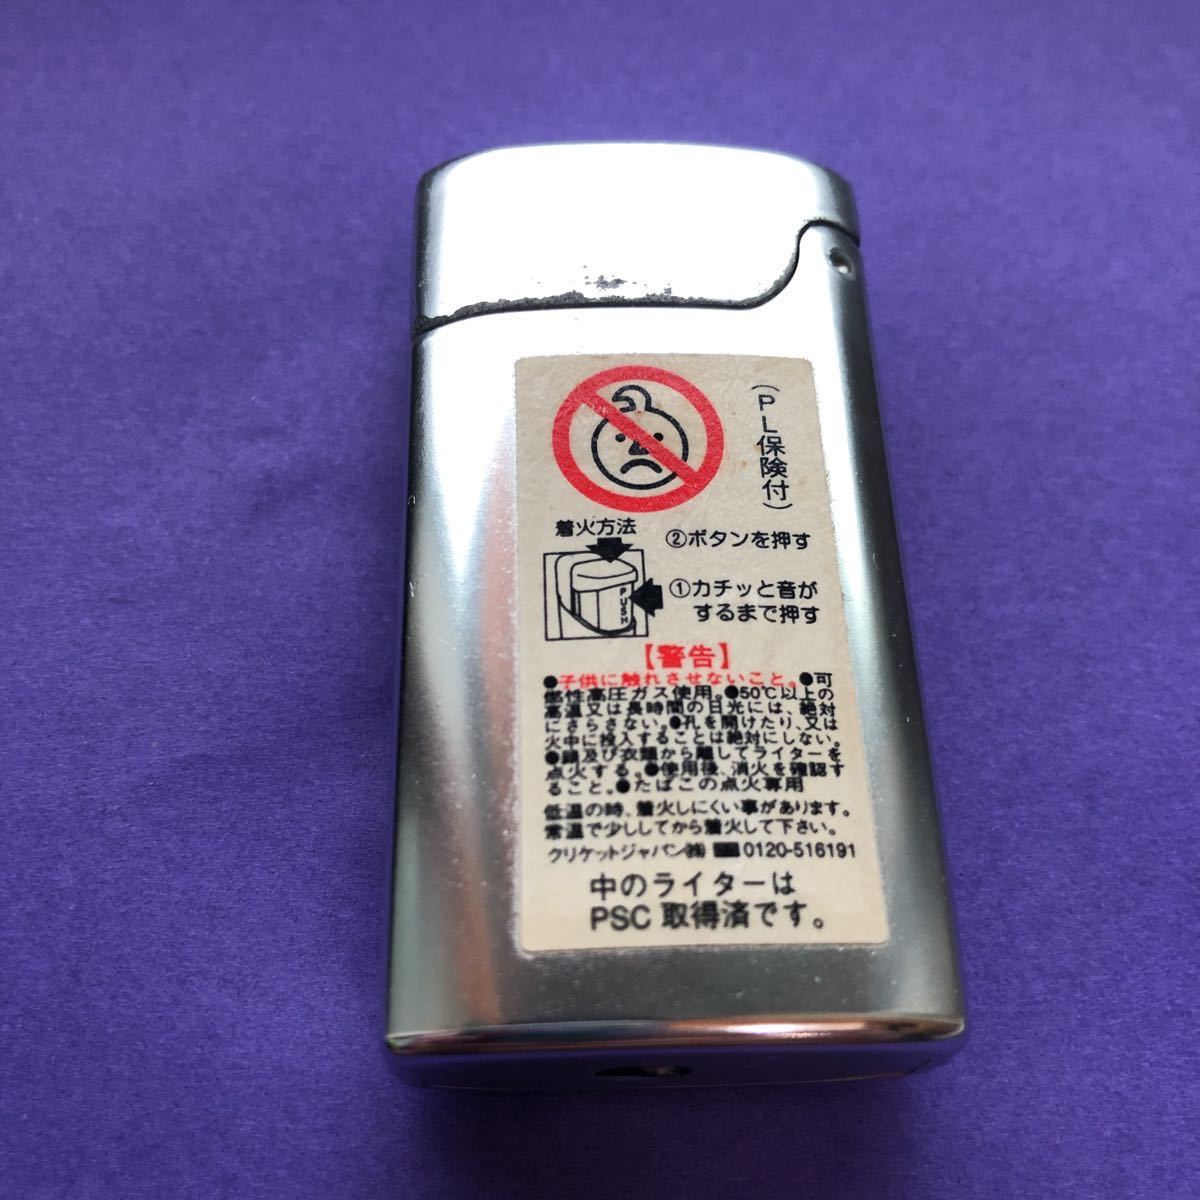 (PL保険付)
着火方法
②ボタンを押す
PUSH
①カチッと音が
するまで押す
【警告】
●子供に触れさせないこと。●可
燃性高圧ガス使用。●50℃以上の
高温又は長時間の日光には、絶対
にさらさない。●孔を開けたり、又は
火中に投入することは絶対にしない。
●顔及び衣類から離してライターを
点火する。●使用後、消火を確認す
ること。●たばこの点火専用
低温の時、着火しにくい事があります。
常温で少ししてから着火して下さい。
クリケットジャパン㈱ 0120-516191
中のライターは
PSC 取得済です。